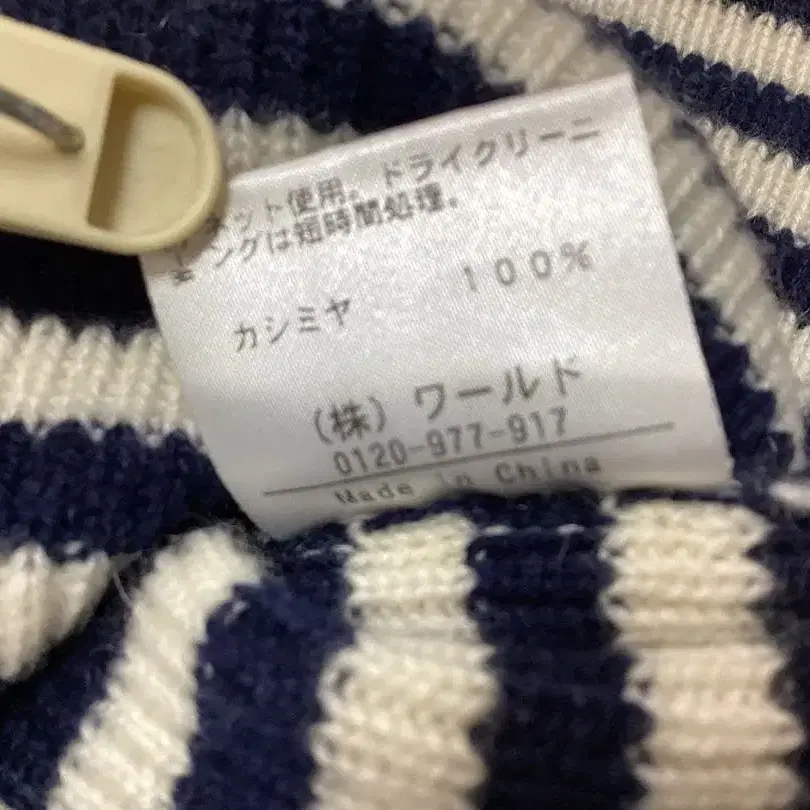 ネット使用。ドライクリーニ
ングは短時間処理。
カシミヤ 100%
(株) ワールド
0120-977-917
Made in China